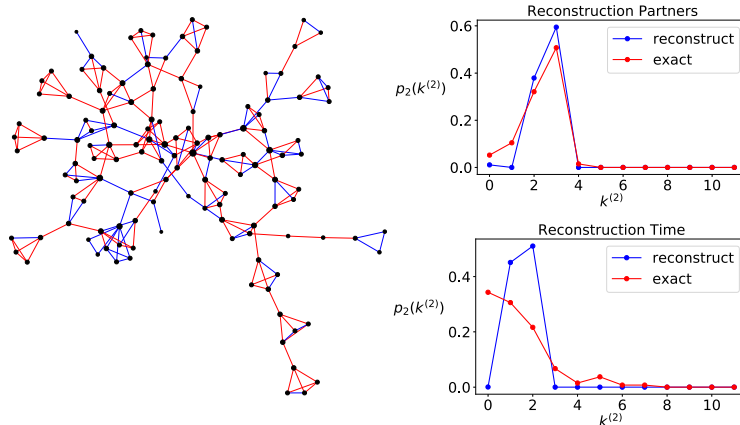 Reconstruction Partners
0.6
0.4
0.2
0.0
p₂(k⁽²⁾)
reconstruct
exact
0 2 4 6 8 10
k⁽²⁾
Reconstruction Time
0.4
0.2
0.0
p₂(k⁽²⁾)
reconstruct
exact
0 2 4 6 8 10
k⁽²⁾